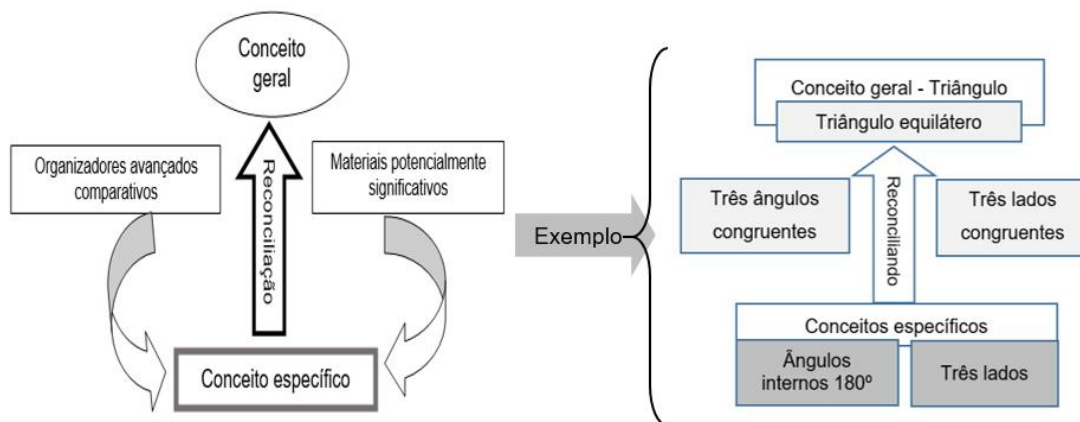 Conceito
geral
Organizadores avançados
comparativos
Reconciliação
Materiais potencialmente
significativos
Conceito específico
Exemplo
Conceito geral - Triângulo
Triângulo equilátero
Três ângulos
congruentes
Reconciliando
Três lados
congruentes
Conceitos específicos
Ângulos
internos 180º
Três lados